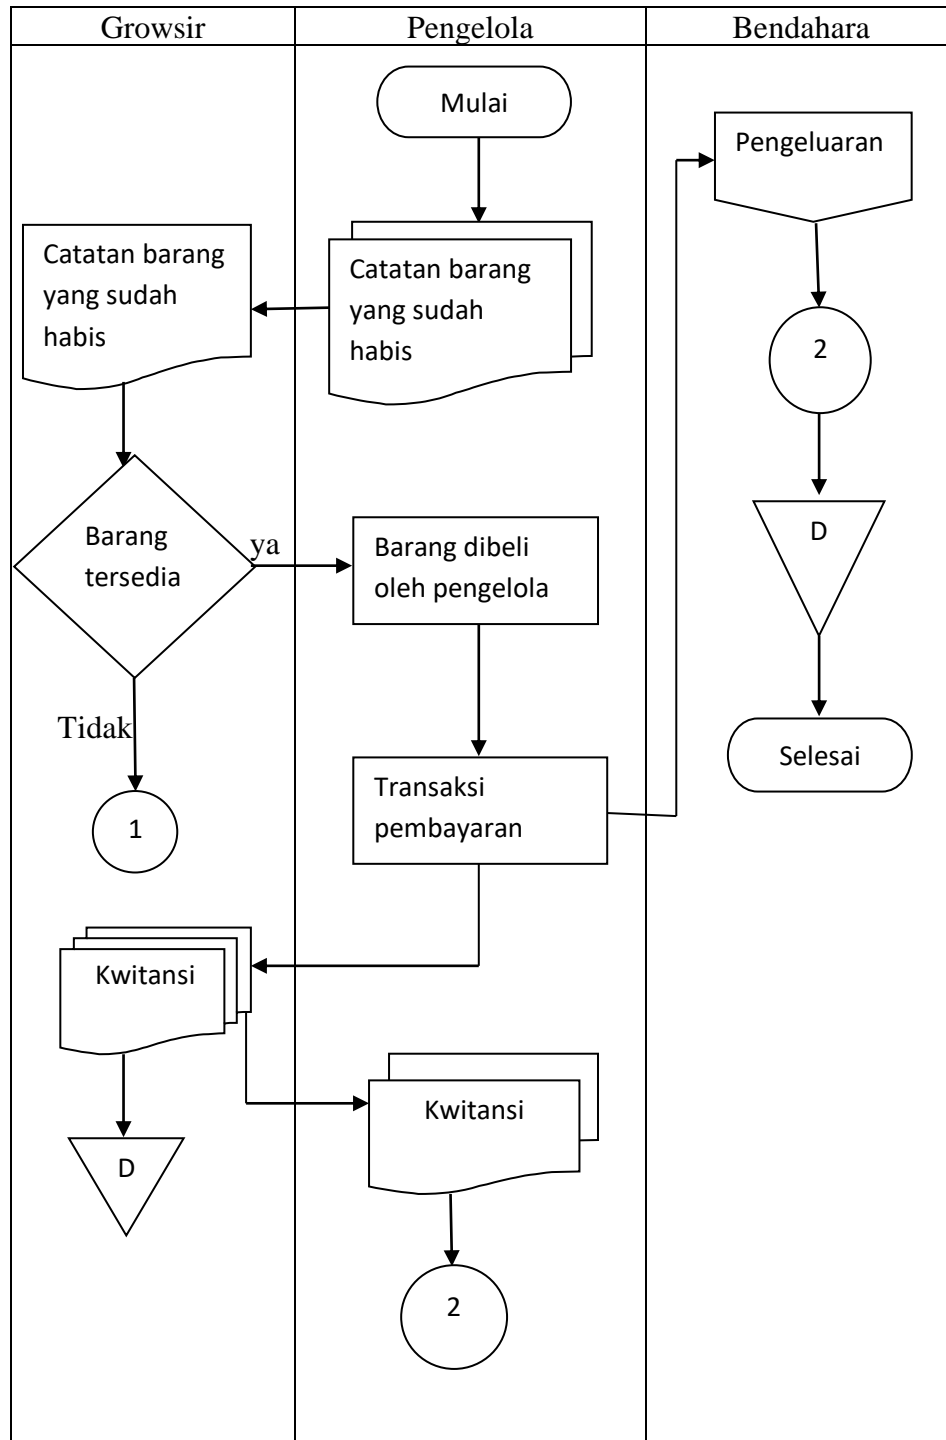 Growsir
Pengelola
Bendahara
Mulai
Pengeluaran
Catatan barang
yang sudah
habis
Catatan barang
yang sudah
habis
2
Barang
tersedia
ya
Barang dibeli
oleh pengelola
D
Tidak
Transaksi
pembayaran
Selesai
1
Kwitansi
Kwitansi
D
2